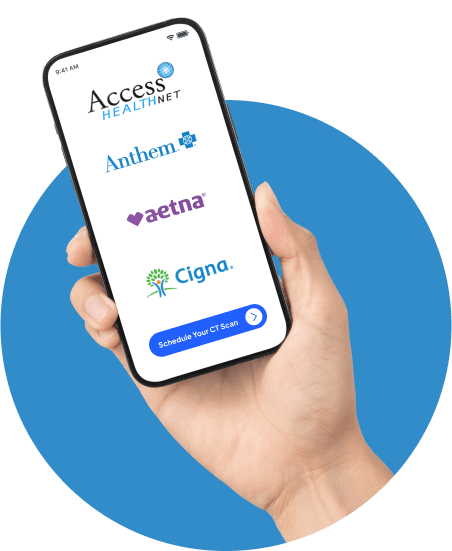 9:41 AM
Access
HEALTHNET
Anthem®
aetna®
Cigna®
Schedule Your CT Scan